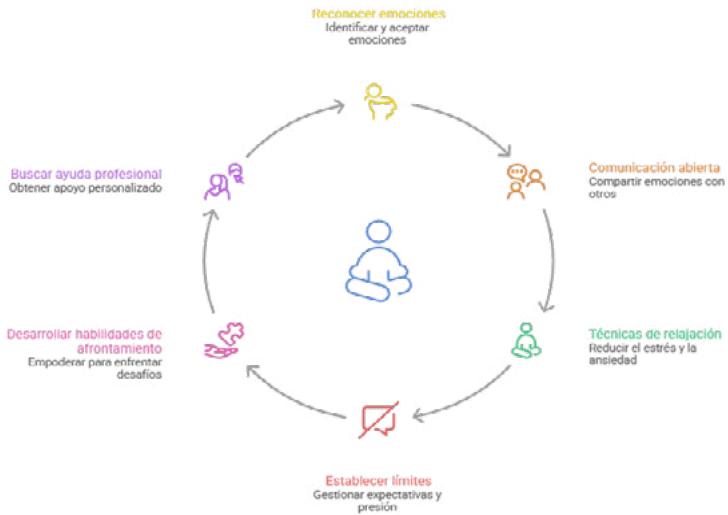 Reconocer emociones
Identificar y aceptar
emociones
Comunicación abierta
Compartir emociones con
otros
Técnicas de relajación
Reducir el estrés y la
ansiedad
Establecer límites
Gestionar expectativas y
presión
Desarrollar habilidades de
afrontamiento
Empoderar para enfrentar
desafíos
Buscar ayuda profesional
Obtener apoyo personalizado